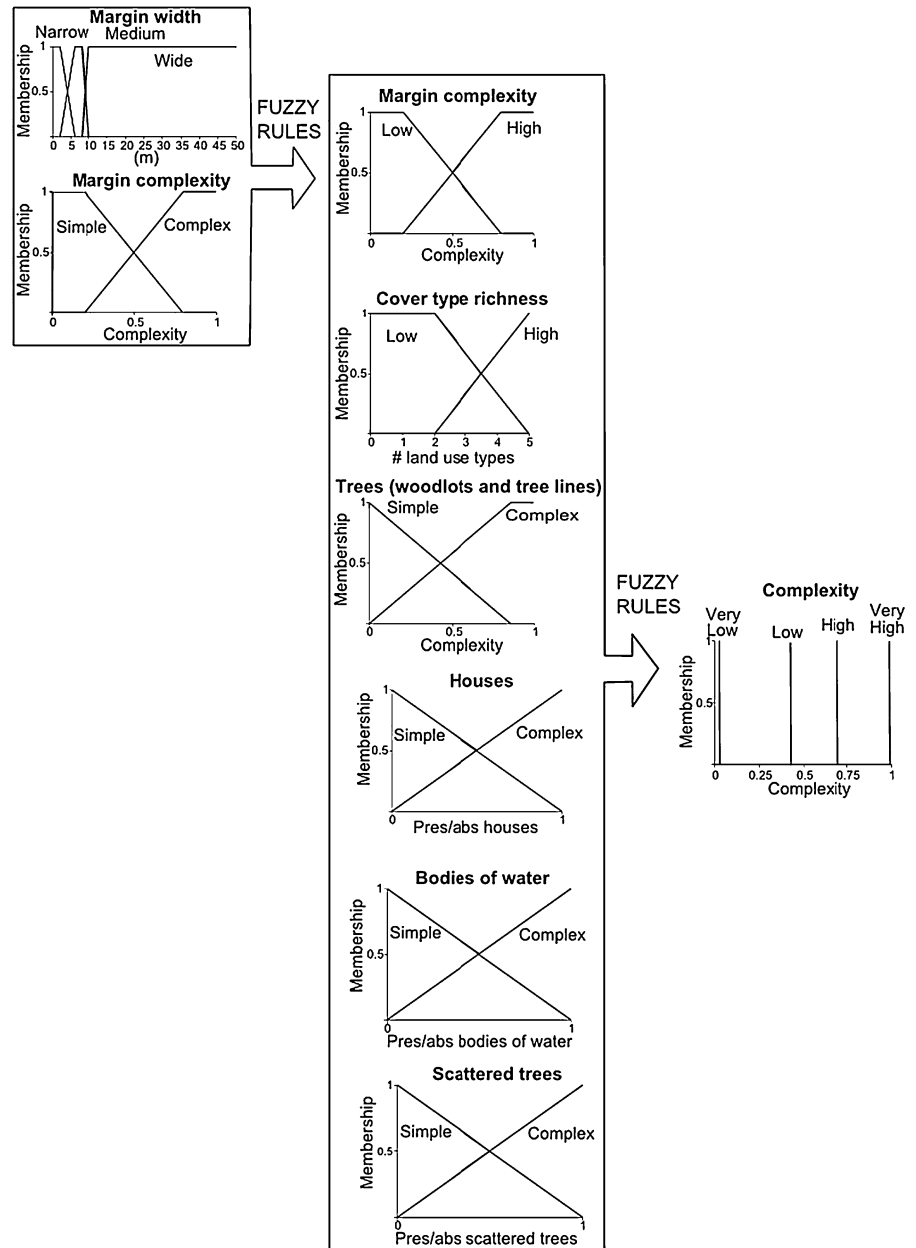 Margin width
Narrow Medium
Wide
Membership
1
0.5
0 5 10 15 20 25 30 35 40 45 50
(m)
Margin complexity
Simple Complex
Membership
1
0.5
0 0.5 1
Complexity
FUZZY
RULES
Margin complexity
Low High
Membership
1
0.5
0 0.5 1
Complexity
Cover type richness
Low High
Membership
1
0.5
0 1 2 3 4 5
# land use types
Trees (woodlots and tree lines)
Simple
Complex
Membership
1
0.5
0 0.5 1
Complexity
Houses
Simple Complex
Membership
1
0.5
0 1
Pres/abs houses
Bodies of water
Simple Complex
Membership
1
0.5
0 1
Pres/abs bodies of water
Scattered trees
Simple Complex
Membership
1
0.5
0 1
Pres/abs scattered trees
FUZZY
RULES
Complexity
Very
Low
Low
High
Very
High
Membership
1
0.5
0 0.25 0.5 0.75 1
Complexity